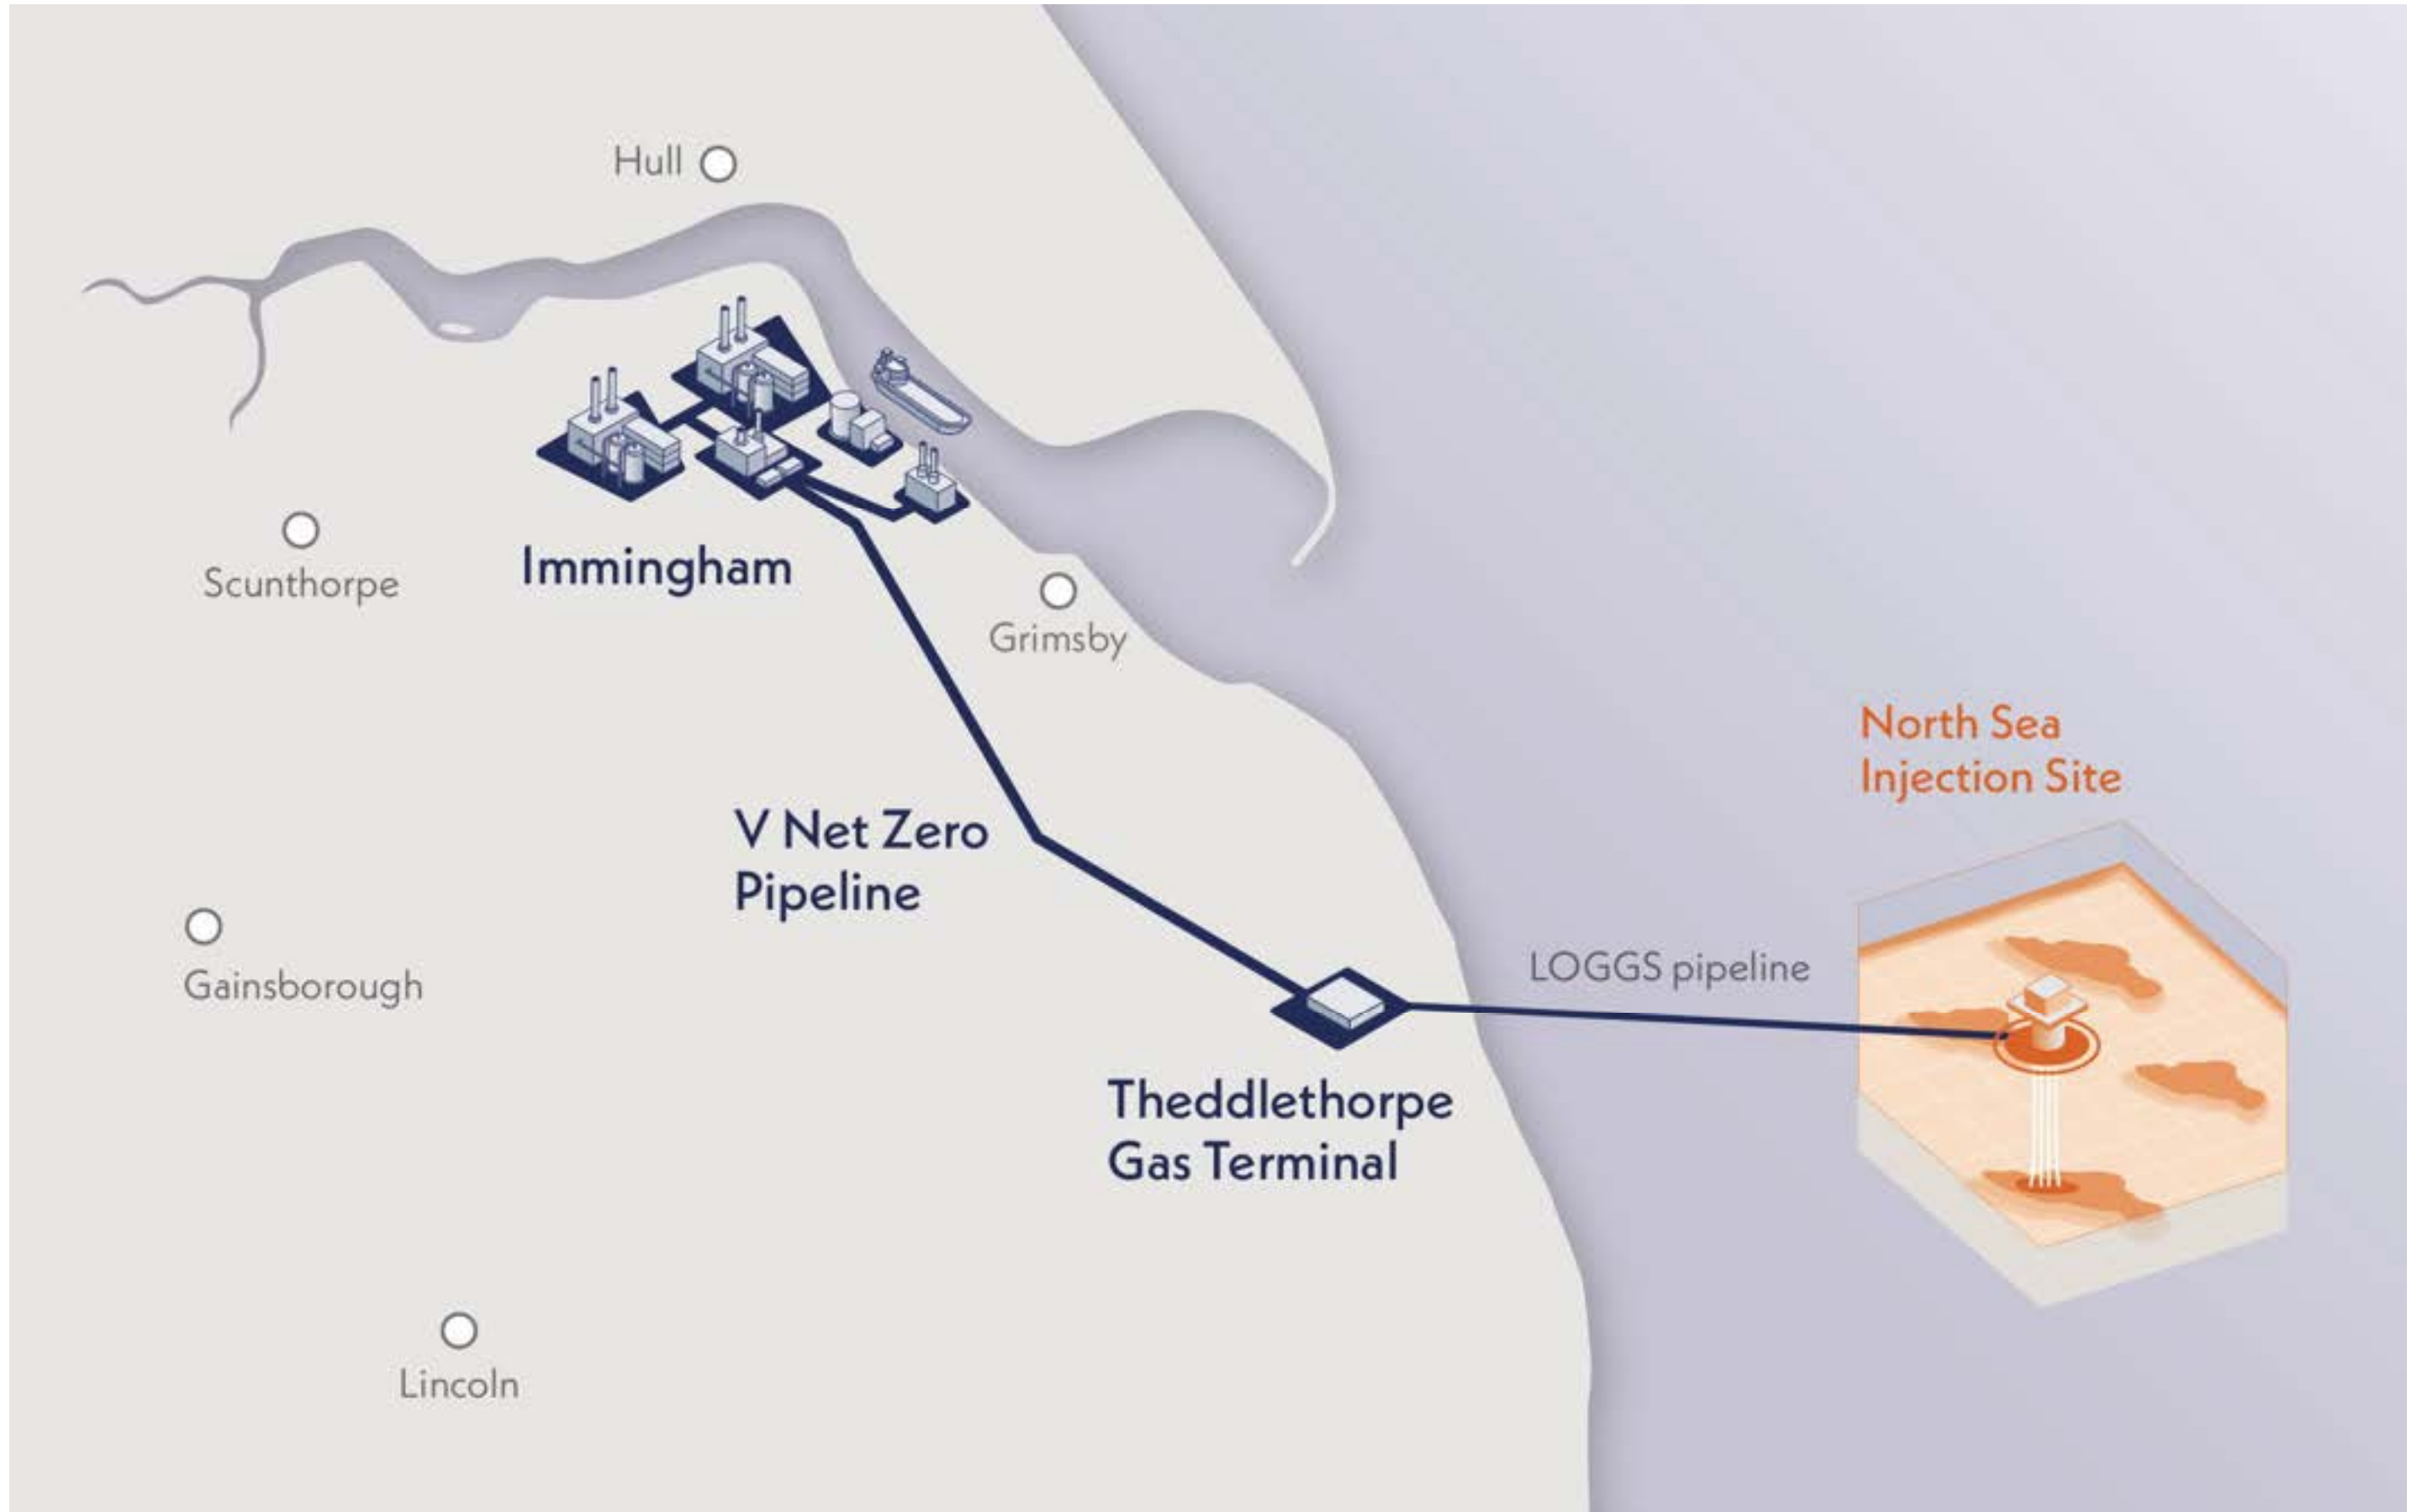 Hull
Scunthorpe
Immingham
Grimsby
North Sea
Injection Site
V Net Zero
Pipeline
Gainsborough
LOGGS pipeline
Theddlethorpe
Gas Terminal
Lincoln